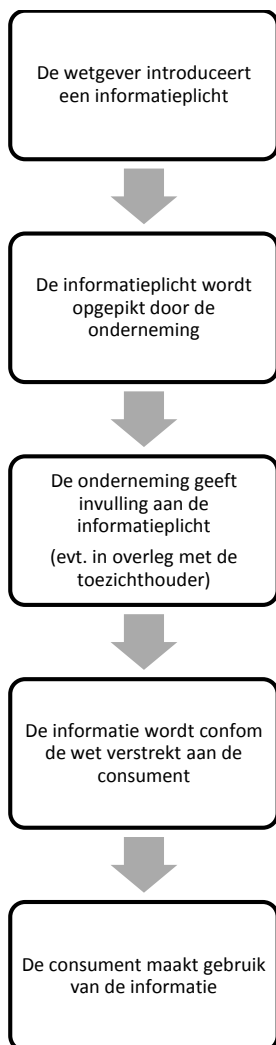 De wetgever introduceert
een informatieplicht
De informatieplicht wordt
opgepikt door de
onderneming
De onderneming geeft
invulling aan de
informatieplicht
(evt. in overleg met de
toezichthouder)
De informatie wordt confom
de wet verstrekt aan de
consument
De consument maakt gebruik
van de informatie